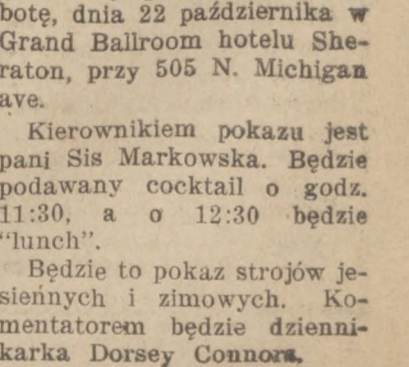 botę, dnia 22 października w
Grand Ballroom hotelu She-
raton, przy 505 N. Michigan
ave.
Kierownikiem pokazu jest
pani Sis Markowska. Będzie
podawany cocktail o godz.
11:30, a o 12:30 będzie
“lunch”.
Będzie to pokaz strojów je-
siennych i zimowych. Ko-
mentatorem będzie dzienni-
karka Dorsey Connors.